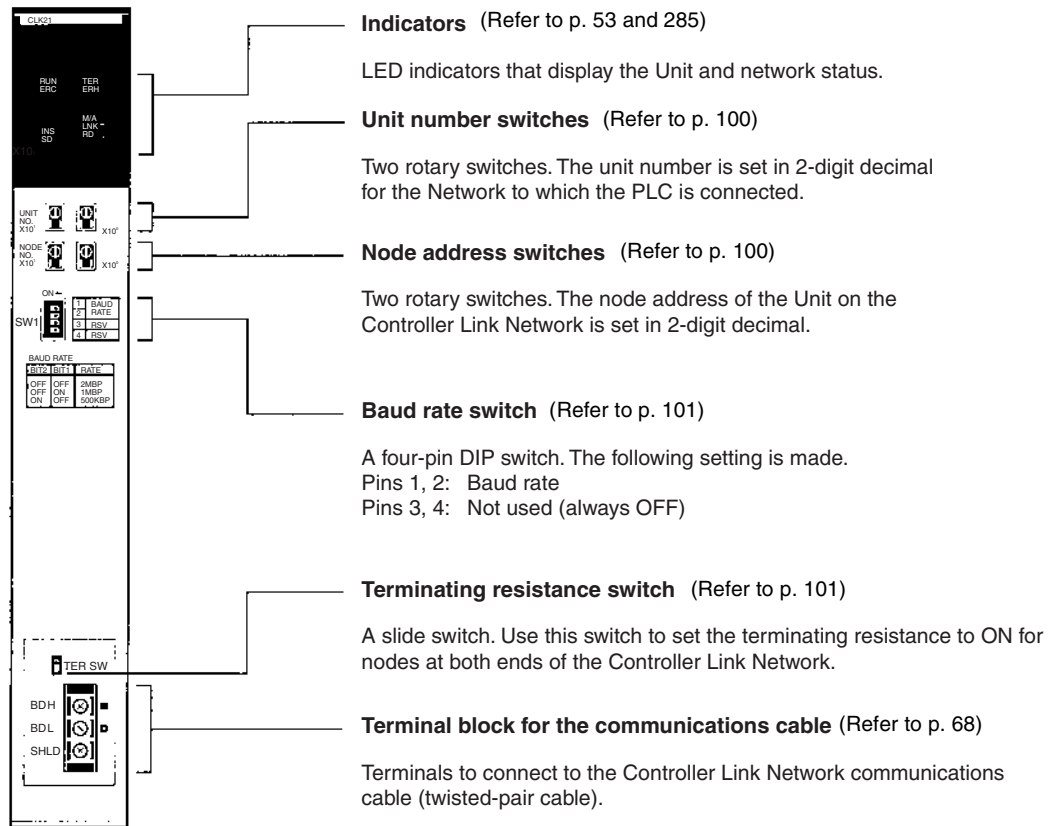 CLK21
RUN TER
ERC ERH
M/A
INS LNK
SD RD
X10
UNIT
NO.
X10¹ X10⁰
NODE
NO.
X10¹ X10⁰
ON
SW1
1 BAUD
2 RATE
3 RSV
4 RSV
BAUD RATE
BIT2 BIT1 RATE
OFF OFF 2MBP
OFF ON 1MBP
ON OFF 500KBP
TER SW
BDH
BDL
SHLD
Indicators (Refer to p. 53 and 285)
LED indicators that display the Unit and network status.
Unit number switches (Refer to p. 100)
Two rotary switches. The unit number is set in 2-digit decimal
for the Network to which the PLC is connected.
Node address switches (Refer to p. 100)
Two rotary switches. The node address of the Unit on the
Controller Link Network is set in 2-digit decimal.
Baud rate switch (Refer to p. 101)
A four-pin DIP switch. The following setting is made.
Pins 1, 2: Baud rate
Pins 3, 4: Not used (always OFF)
Terminating resistance switch (Refer to p. 101)
A slide switch. Use this switch to set the terminating resistance to ON for
nodes at both ends of the Controller Link Network.
Terminal block for the communications cable (Refer to p. 68)
Terminals to connect to the Controller Link Network communications
cable (twisted-pair cable).